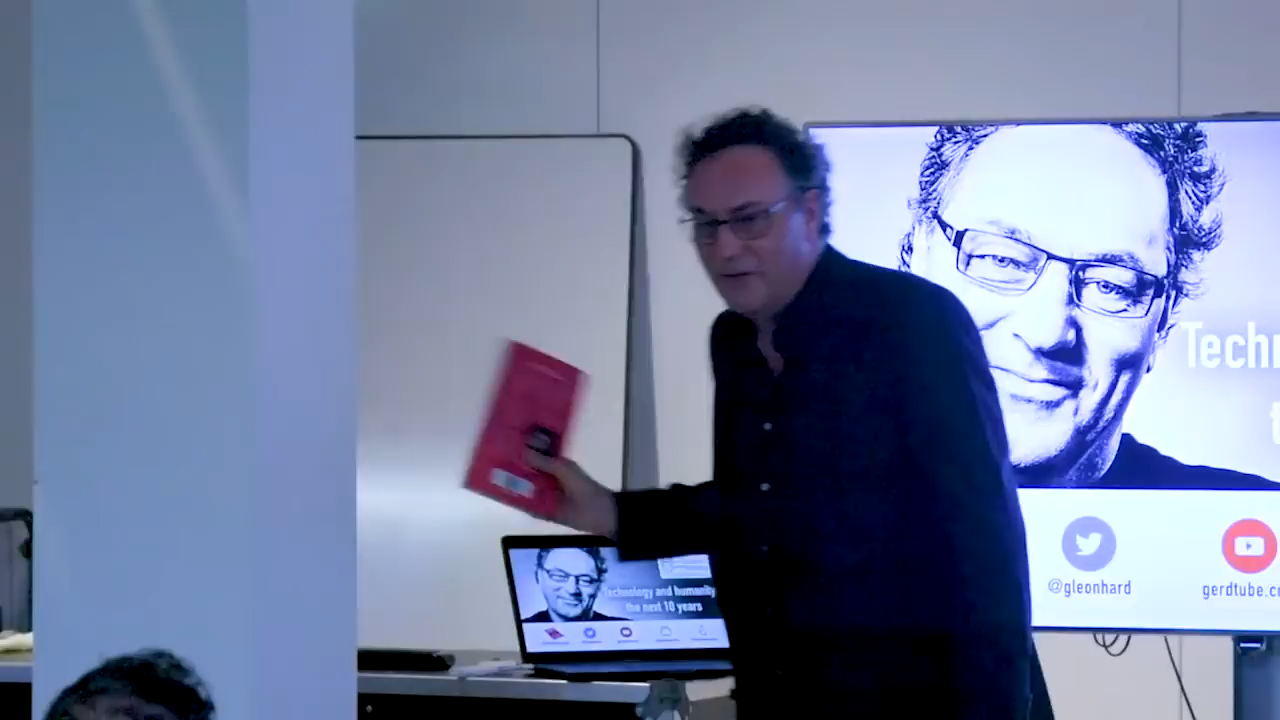 Techn
t
@gleonhard
gerdtube.c
Technology and humanity
the next 10 years